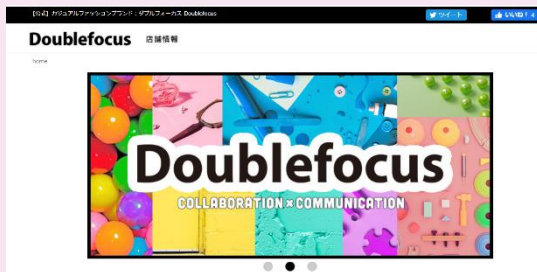 【公式】カジュアルファッションブランド：ダブルフォーカス Doublefocus
ツイート
いいね！ 4
Doublefocus 店舗情報
home
Doublefocus
COLLABORATION×COMMUNICATION